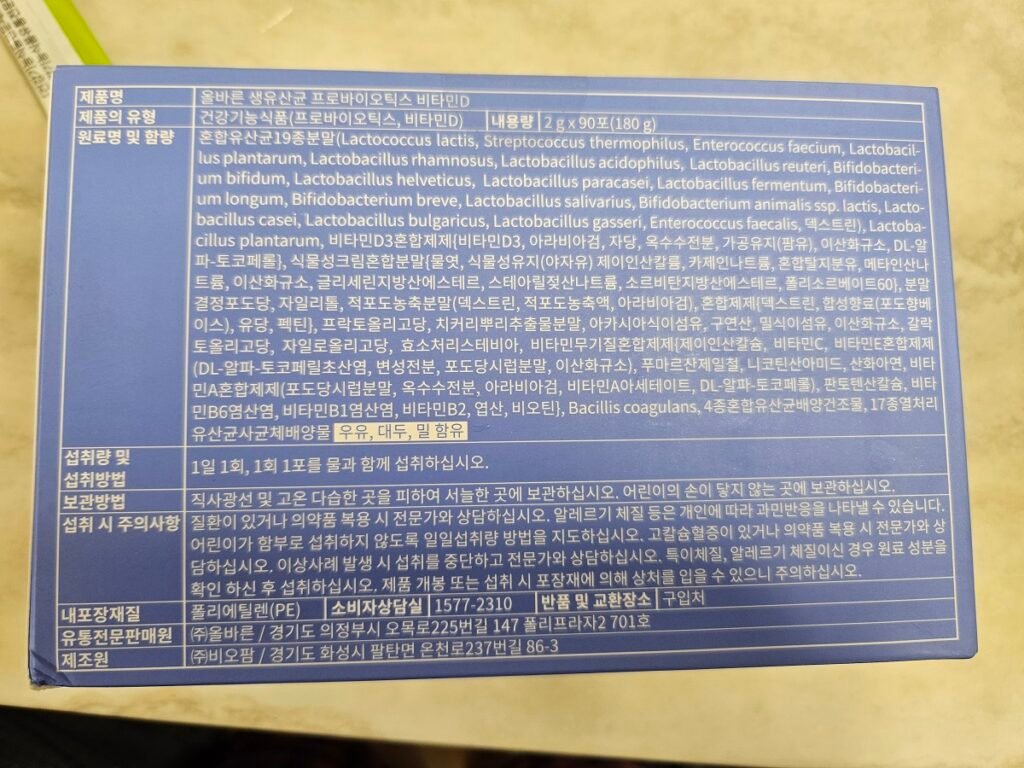 제품명 올바른 생유산균 프로바이오틱스 비타민D
제품의 유형 건강기능식품(프로바이오틱스, 비타민D) 내용량 2 g x 90포(180 g)
원료명 및 함량 혼합유산균19종분말(Lactococcus lactis, Streptococcus thermophilus, Enterococcus faecium, Lactobacil-
lus plantarum, Lactobacillus rhamnosus, Lactobacillus acidophilus, Lactobacillus reuteri, Bifidobacteri-
um bifidum, Lactobacillus helveticus, Lactobacillus paracasei, Lactobacillus fermentum, Bifidobacteri-
um longum, Bifidobacterium breve, Lactobacillus salivarius, Bifidobacterium animalis ssp. lactis, Lacto-
bacillus casei, Lactobacillus bulgaricus, Lactobacillus gasseri, Enterococcus faecalis, 덱스트린), Lactoba-
cillus plantarum, 비타민D3혼합제제{비타민D3, 아라비아검, 자당, 옥수수전분, 가공유지(팜유), 이산화규소, DL-알
파-토코페롤}, 식물성크림혼합분말{물엿, 식물성유지(야자유) 제이인산칼륨, 카제인나트륨, 혼합탈지분유, 메타인산나
트륨, 이산화규소, 글리세린지방산에스테르, 스테아릴젖산나트륨, 소르비탄지방산에스테르, 폴리소르베이트60}, 분말
결정포도당, 자일리톨, 적포도농축분말(덱스트린, 적포도농축액, 아라비아검), 혼합제제{덱스트린, 합성향료(포도향베
이스), 유당, 펙틴}, 프락토올리고당, 치커리뿌리추출물분말, 아카시아식이섬유, 구연산, 밀식이섬유, 이산화규소, 갈락
토올리고당, 자일로올리고당, 효소처리스테비아, 비타민무기질혼합제제{제이인산칼슘, 비타민C, 비타민E혼합제제
(DL-알파-토코페릴초산염, 변성전분, 포도당시럽분말, 이산화규소), 푸마르산제일철, 니코틴산아미드, 산화아연, 비타
민A혼합제제(포도당시럽분말, 옥수수전분, 아라비아검, 비타민A아세테이트, DL-알파-토코페롤), 판토텐산칼슘, 비타
민B6염산염, 비타민B1염산염, 비타민B2, 엽산, 비오틴}, Bacillis coagulans, 4종혼합유산균배양건조물, 17종열처리
유산균사균체배양물 우유, 대두, 밀 함유
섭취량 및
섭취방법 1일 1회, 1회 1포를 물과 함께 섭취하십시오.
보관방법 직사광선 및 고온 다습한 곳을 피하여 서늘한 곳에 보관하십시오. 어린이의 손이 닿지 않는 곳에 보관하십시오.
섭취 시 주의사항 질환이 있거나 의약품 복용 시 전문가와 상담하십시오. 알레르기 체질 등은 개인에 따라 과민반응을 나타낼 수 있습니다.
어린이가 함부로 섭취하지 않도록 일일섭취량 방법을 지도하십시오. 고칼슘혈증이 있거나 의약품 복용 시 전문가와 상
담하십시오. 이상사례 발생 시 섭취를 중단하고 전문가와 상담하십시오. 특이체질, 알레르기 체질이신 경우 원료 성분을
확인 하신 후 섭취하십시오. 제품 개봉 또는 섭취 시 포장재에 의해 상처를 입을 수 있으니 주의하십시오.
내포장재질 폴리에틸렌(PE) 소비자상담실 1577-2310 반품 및 교환장소 구입처
유통전문판매원 ㈜올바른 / 경기도 의정부시 오목로225번길 147 폴리프라자2 701호
제조원 ㈜비오팜 / 경기도 화성시 팔탄면 온천로237번길 86-3